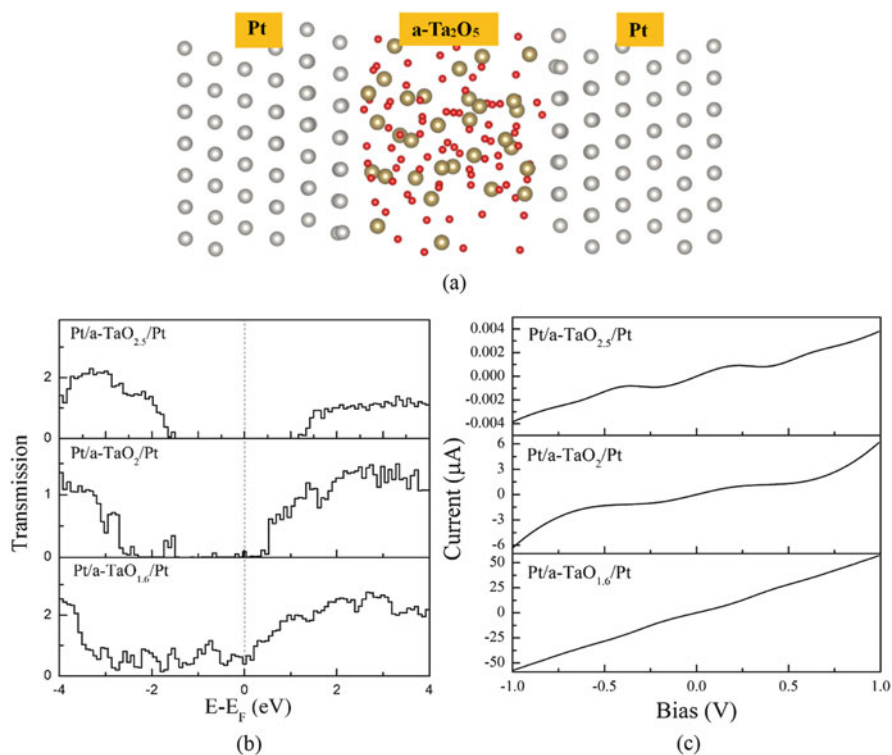 Pt a-Ta₂O₅ Pt
(a)
Pt/a-TaO₂.₅/Pt
2
0
Pt/a-TaO₂/Pt
1
0
Pt/a-TaO₁.₆/Pt
2
0
-4 -2 0 2 4
Transmission
E-E_F (eV)
(b)
0.004
0.002
0.000
-0.002
-0.004
Pt/a-TaO₂.₅/Pt
6
3
0
-3
-6
Pt/a-TaO₂/Pt
50
25
0
-25
-50
Pt/a-TaO₁.₆/Pt
-1.0 -0.5 0.0 0.5 1.0
Current (μA)
Bias (V)
(c)